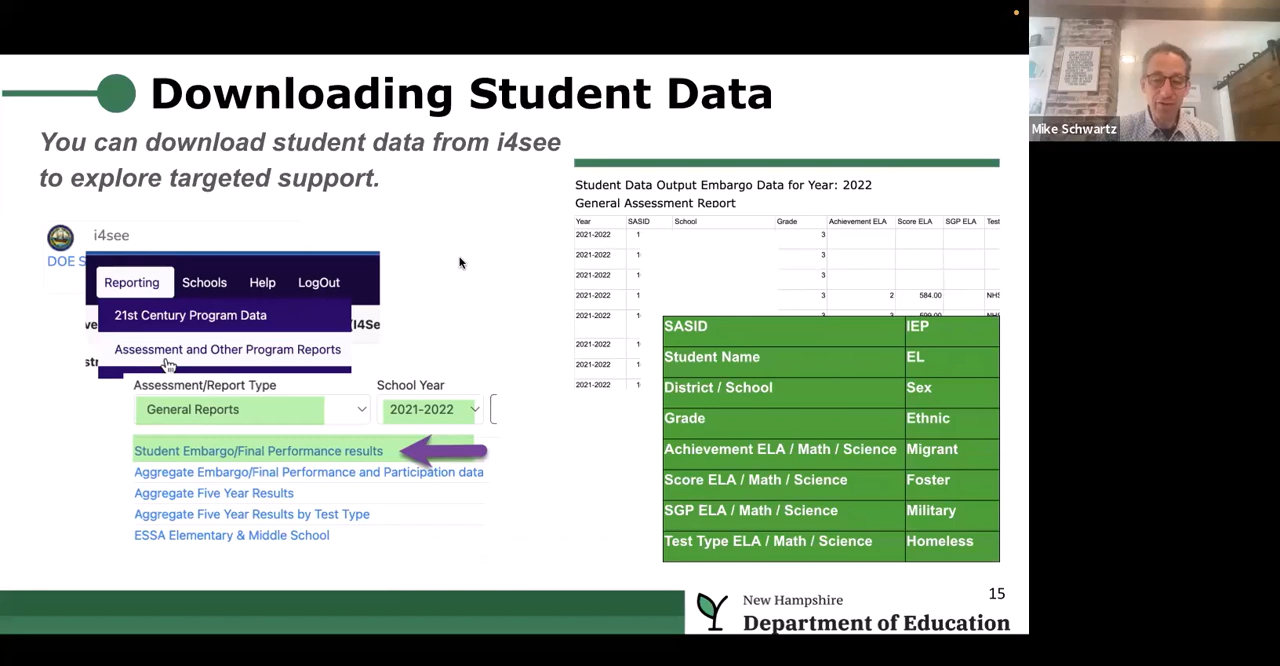 Downloading Student Data
You can download student data from i4see
to explore targeted support.
i4see
DOE S
Reporting Schools Help LogOut
21st Century Program Data
/I4Se
Assessment and Other Program Reports
Assessment/Report Type School Year
General Reports 2021-2022
Student Embargo/Final Performance results
Aggregate Embargo/Final Performance and Participation data
Aggregate Five Year Results
Aggregate Five Year Results by Test Type
ESSA Elementary & Middle School
Student Data Output Embargo Data for Year: 2022
General Assessment Report
Year SASID School Grade Achievement ELA Score ELA SGP ELA Test
2021-2022 1 3
2021-2022 1 3
2021-2022 1 3
2021-2022 1 3 2 584.00 NHS
2021-2022 1 3
2021-2022 1
2021-2022 1
2021-2022 1
SASID IEP
Student Name EL
District / School Sex
Grade Ethnic
Achievement ELA / Math / Science Migrant
Score ELA / Math / Science Foster
SGP ELA / Math / Science Military
Test Type ELA / Math / Science Homeless
15
New Hampshire
Department of Education
Mike Schwartz